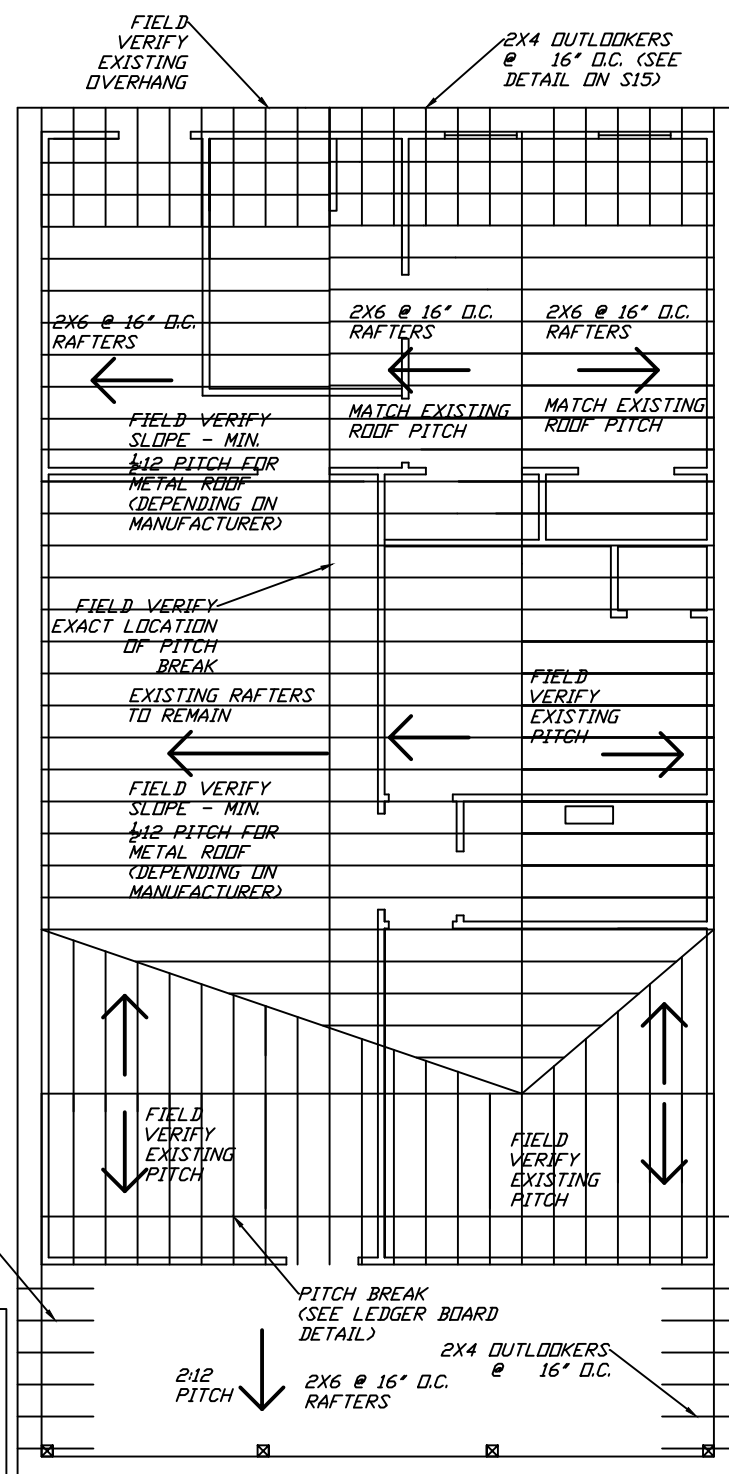 FIELD
VERIFY
EXISTING
OVERHANG
2X4 OUTLOOKERS
@ 16" O.C. (SEE
DETAIL ON S15)
2X6 @ 16" O.C.
RAFTERS
2X6 @ 16" O.C.
RAFTERS
2X6 @ 16" O.C.
RAFTERS
MATCH EXISTING
ROOF PITCH
MATCH EXISTING
ROOF PITCH
FIELD VERIFY
SLOPE - MIN.
½:12 PITCH FOR
METAL ROOF
(DEPENDING ON
MANUFACTURER)
FIELD VERIFY
EXACT LOCATION
OF PITCH
BREAK
EXISTING RAFTERS
TO REMAIN
FIELD
VERIFY
EXISTING
PITCH
FIELD VERIFY
SLOPE - MIN.
½:12 PITCH FOR
METAL ROOF
(DEPENDING ON
MANUFACTURER)
FIELD
VERIFY
EXISTING
PITCH
FIELD
VERIFY
EXISTING
PITCH
PITCH BREAK
(SEE LEDGER BOARD
DETAIL)
2:12
PITCH
2X6 @ 16" O.C.
RAFTERS
2X4 OUTLOOKERS
@ 16" O.C.